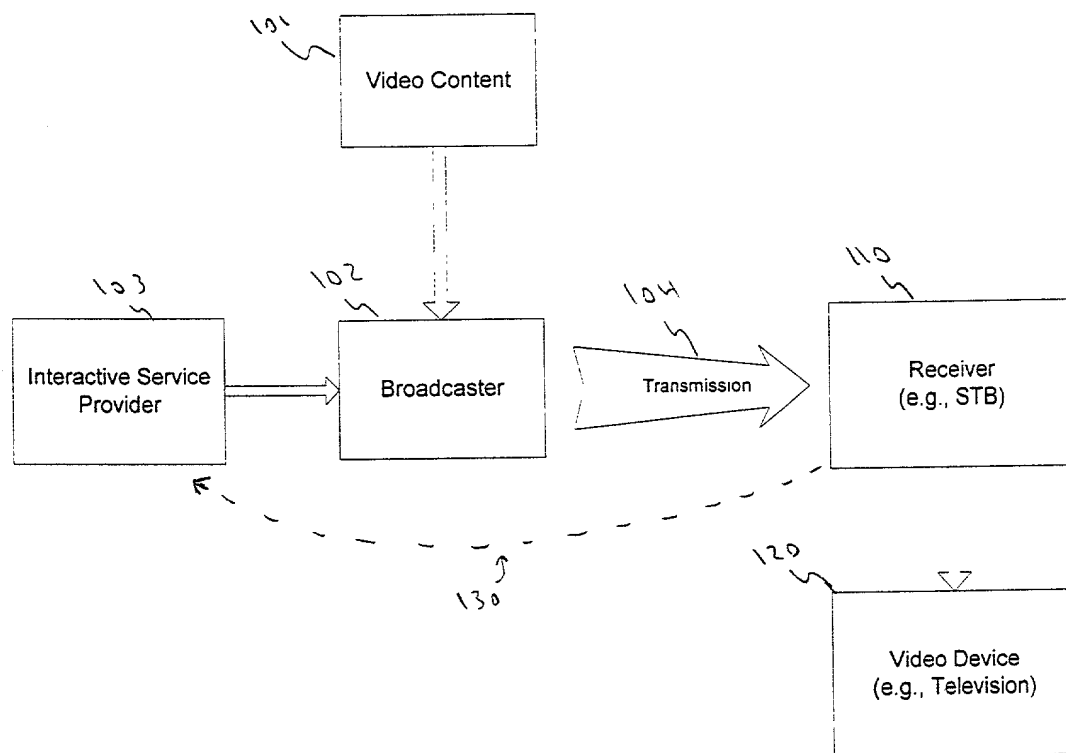 101
Video Content
103
102
104
110
Interactive Service
Provider
Broadcaster
Transmission
Receiver
(e.g., STB)
130
120
Video Device
(e.g., Television)